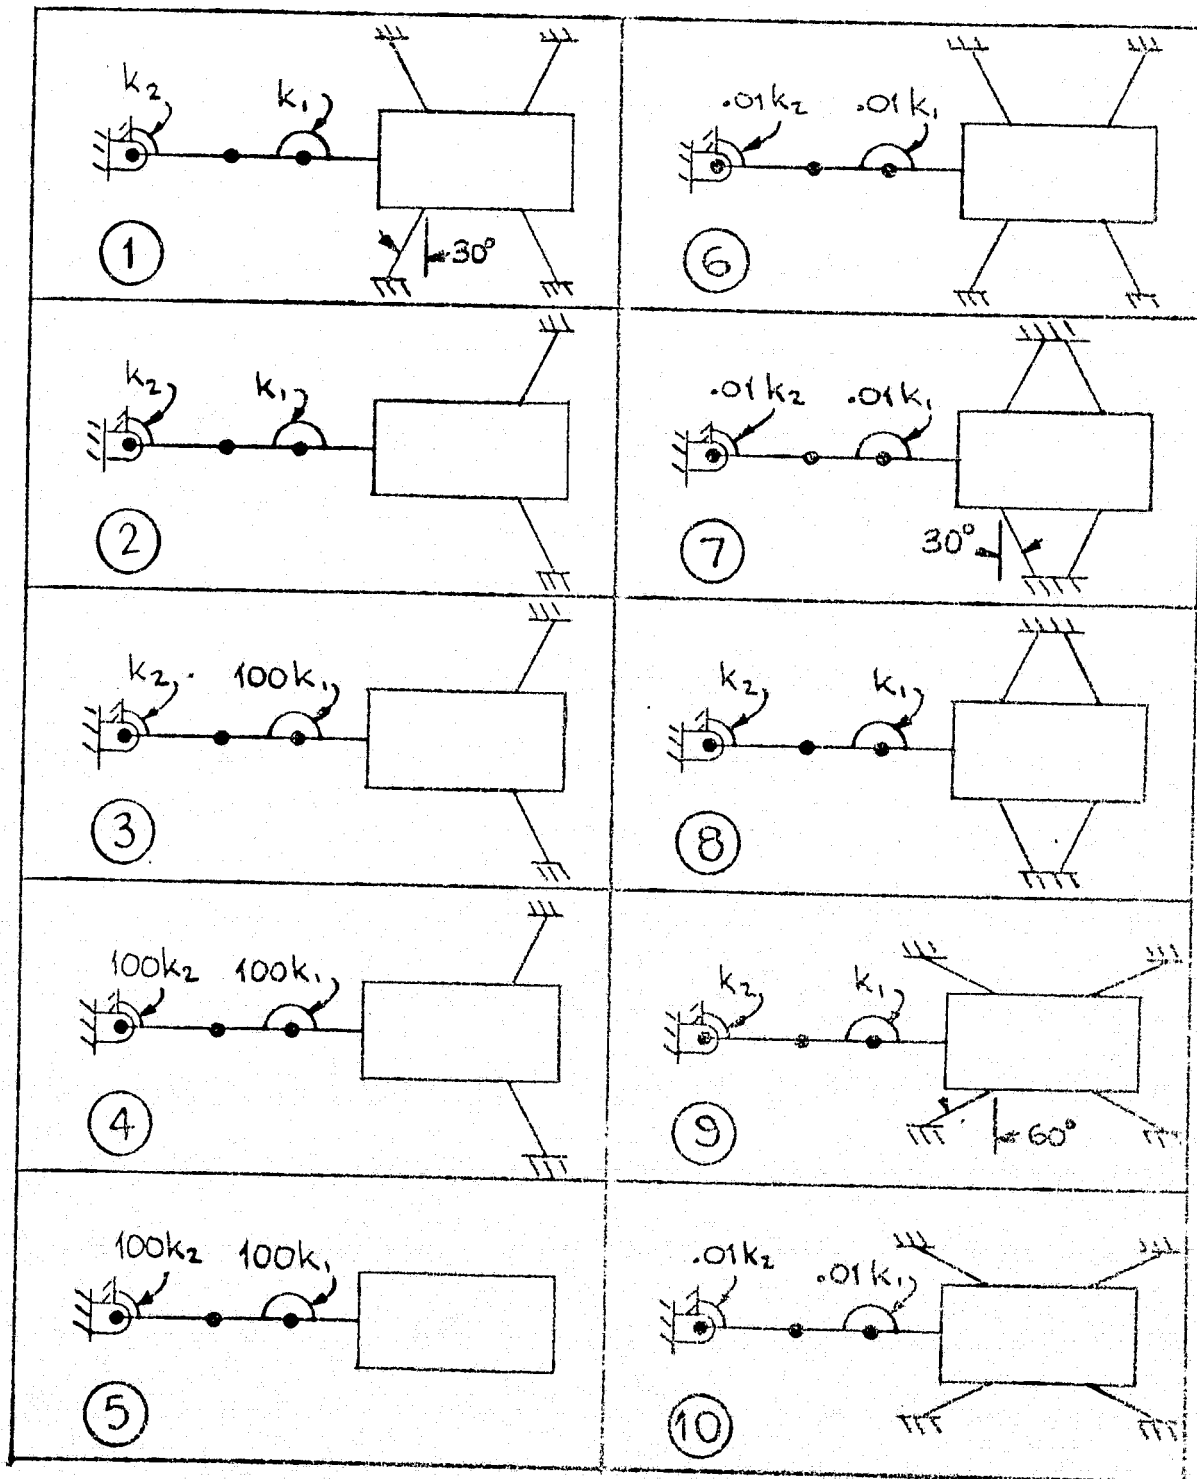 k₂ k₁
30°
1
k₂ k₁
2
k₂ 100k₁
3
100k₂ 100k₁
4
100k₂ 100k₁
5
.01k₂ .01k₁
6
.01k₂ .01k₁
30°
7
k₂ k₁
8
k₂ k₁
60°
9
.01k₂ .01k₁
10